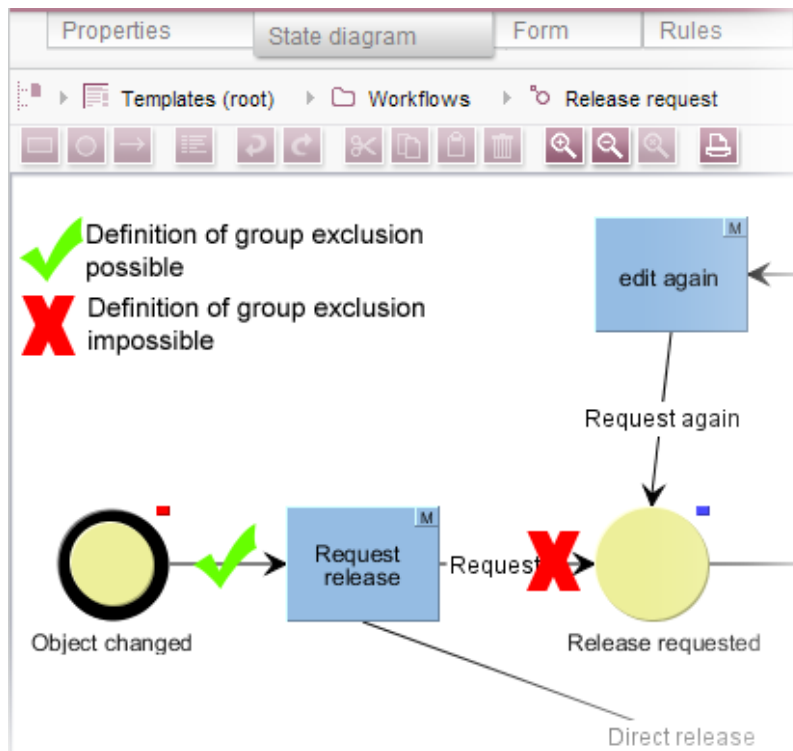 Properties
State diagram
Form
Rules
Templates (root)
Workflows
Release request
Definition of group exclusion
possible
Definition of group exclusion
impossible
M
edit again
Request again
M
Request
release
Request
Object changed
Release requested
Direct release